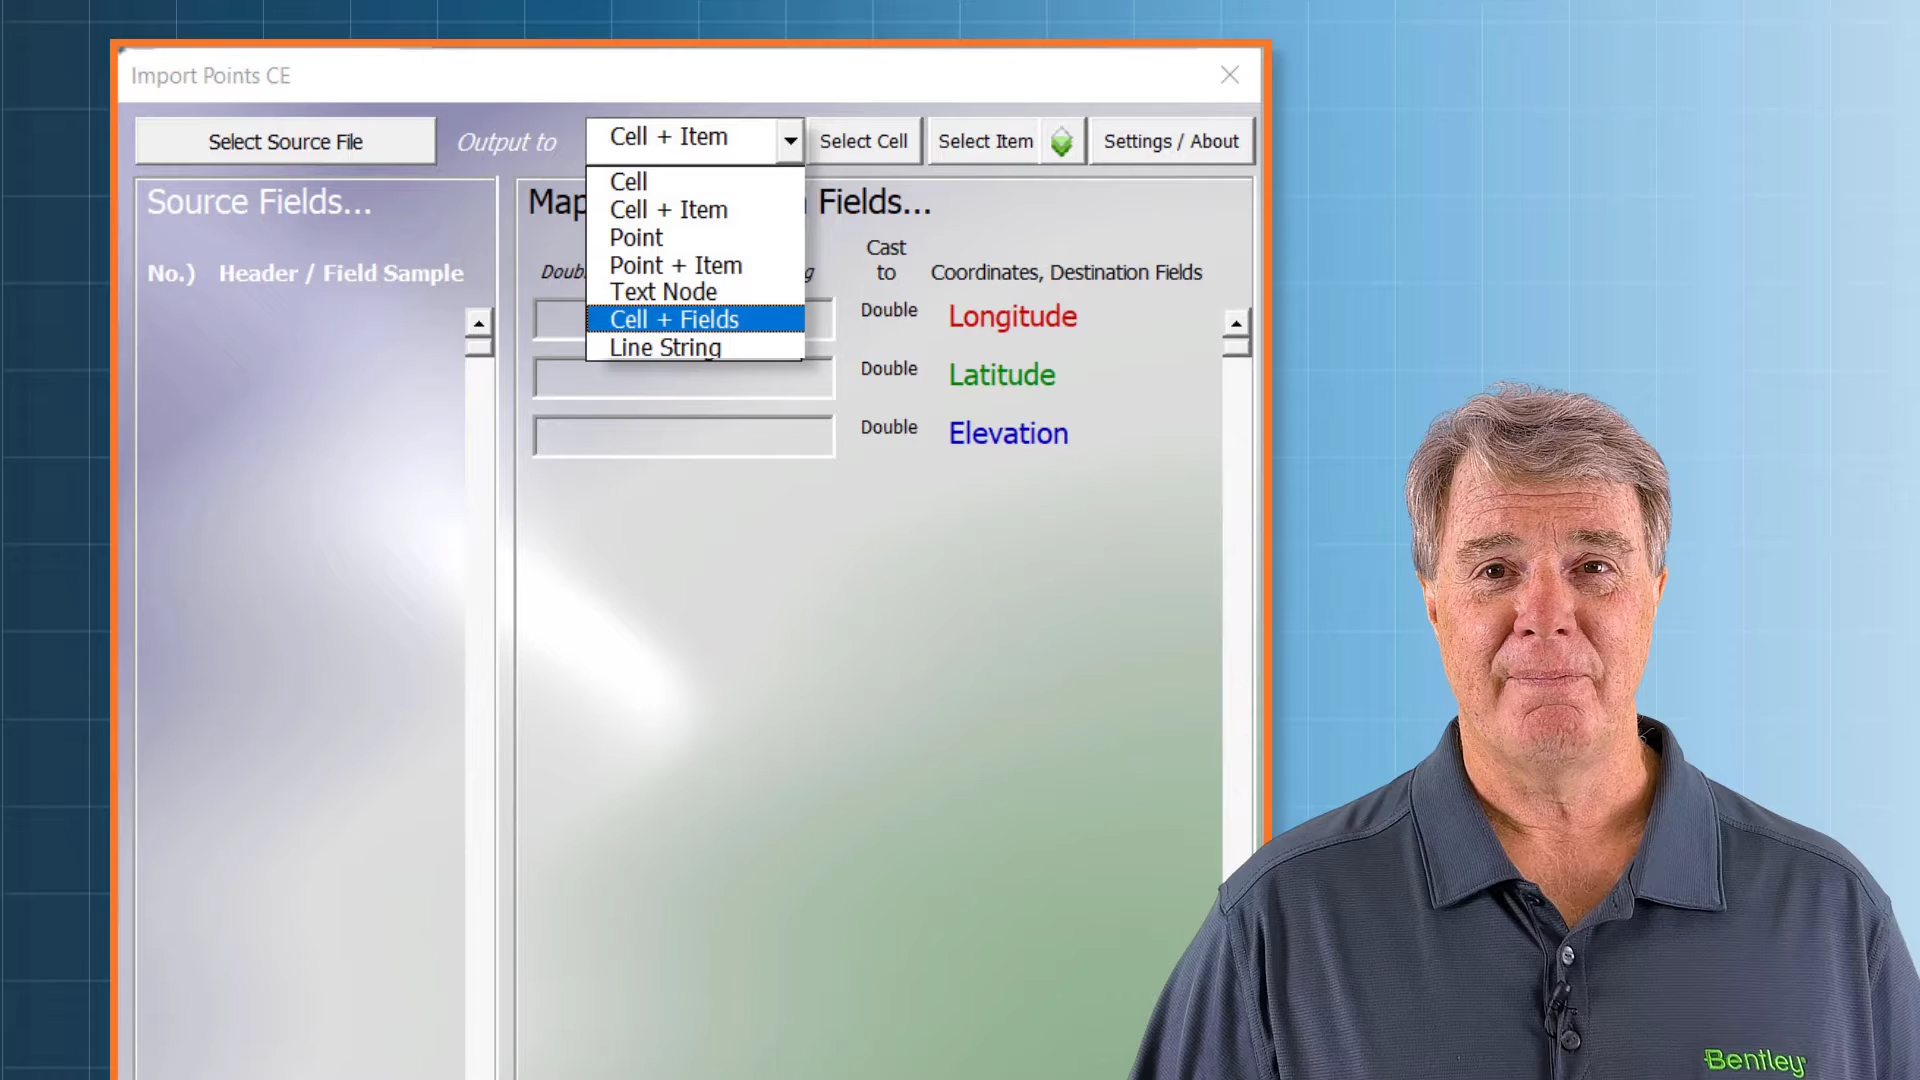 Import Points CE
Select Source File
Output to
Cell + Item
Select Cell
Select Item
Settings / About
Source Fields...
No.) Header / Field Sample
Cell
Cell + Item
Point
Point + Item
Text Node
Cell + Fields
Line String
Fields...
Cast
to
Coordinates, Destination Fields
Double
Longitude
Double
Latitude
Double
Elevation
Bentley